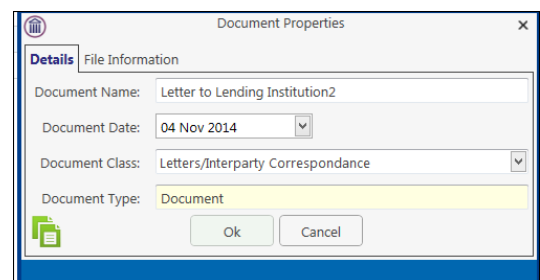 Document Properties
Details File Information
Document Name: Letter to Lending Institution2
Document Date: 04 Nov 2014
Document Class: Letters/Interparty Correspondance
Document Type: Document
Ok Cancel